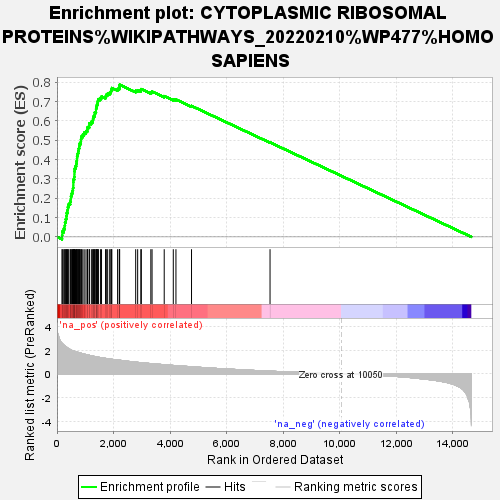 Enrichment plot: CYTOPLASMIC RIBOSOMAL
PROTEINS%WIKIPATHWAYS_20220210%WP477%HOMO
SAPIENS
Enrichment score (ES)
0.8
0.7
0.6
0.5
0.4
0.3
0.2
0.1
0.0
'na_pos' (positively correlated)
Ranked list metric (PreRanked)
4
2
0
-2
-4
Zero cross at 10050
'na_neg' (negatively correlated)
0 2,000 4,000 6,000 8,000 10,000 12,000 14,000
Rank in Ordered Dataset
Enrichment profile Hits Ranking metric scores